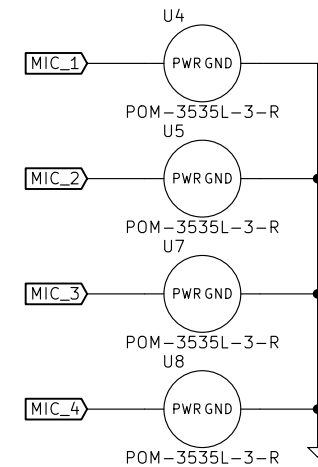 U4
MIC_1 PWR GND
POM-3535L-3-R
U5
MIC_2 PWR GND
POM-3535L-3-R
U7
MIC_3 PWR GND
POM-3535L-3-R
U8
MIC_4 PWR GND
POM-3535L-3-R